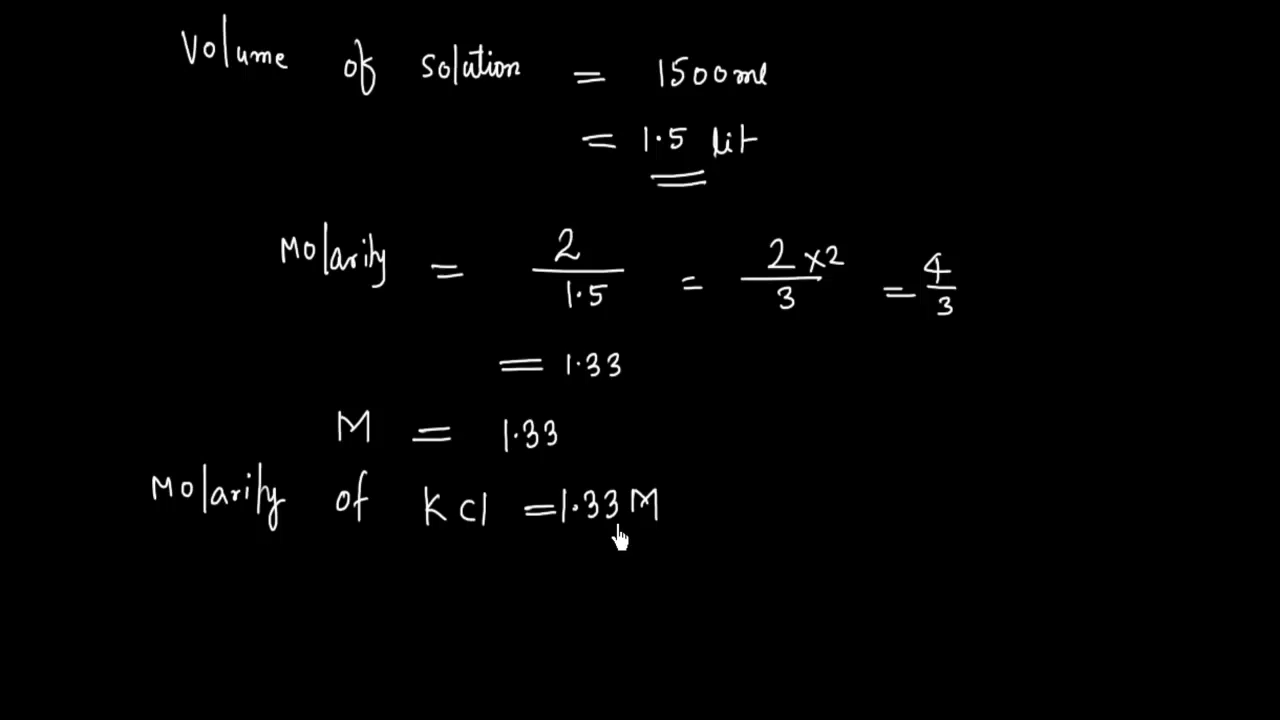 Volume of solution = 1500ml
= 1.5 lit
Molarity = 2/1.5 = 2x2/3 = 4/3
= 1.33
M = 1.33
Molarity of KCl = 1.33 M